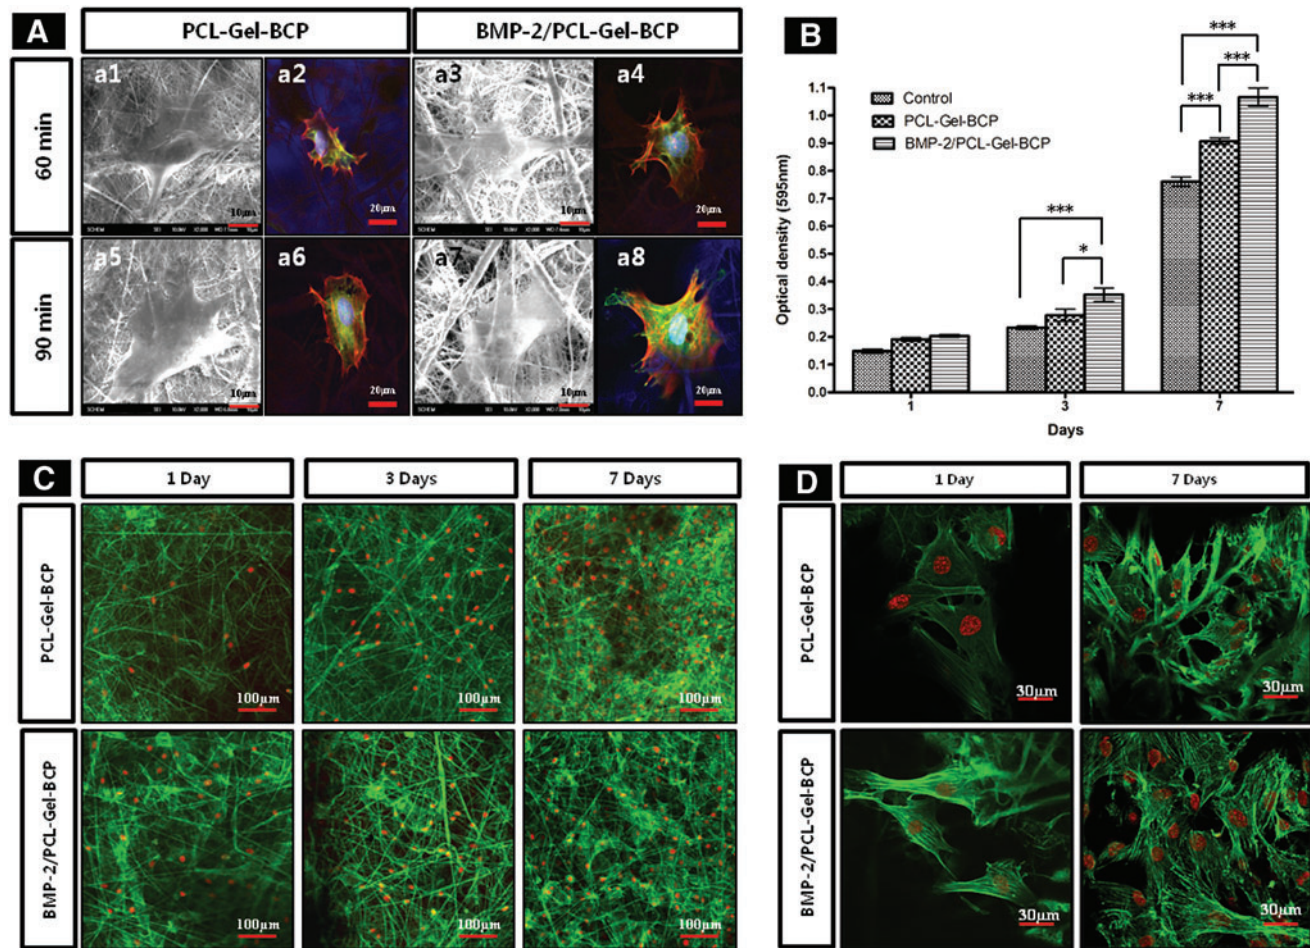 A
PCL-Gel-BCP
BMP-2/PCL-Gel-BCP
60 min
a1
a2
a3
a4
10µm
20µm
10µm
20µm
90 min
a5
a6
a7
a8
10µm
20µm
10µm
20µm
B
Control
PCL-Gel-BCP
BMP-2/PCL-Gel-BCP
***
***
***
***
*
Optical density (595nm)
1.1
1.0
0.9
0.8
0.7
0.6
0.5
0.4
0.3
0.2
0.1
0.0
1
3
7
Days
C
1 Day
3 Days
7 Days
PCL-Gel-BCP
100µm
100µm
100µm
BMP-2/PCL-Gel-BCP
100µm
100µm
100µm
D
1 Day
7 Days
PCL-Gel-BCP
30µm
30µm
BMP-2/PCL-Gel-BCP
30µm
30µm